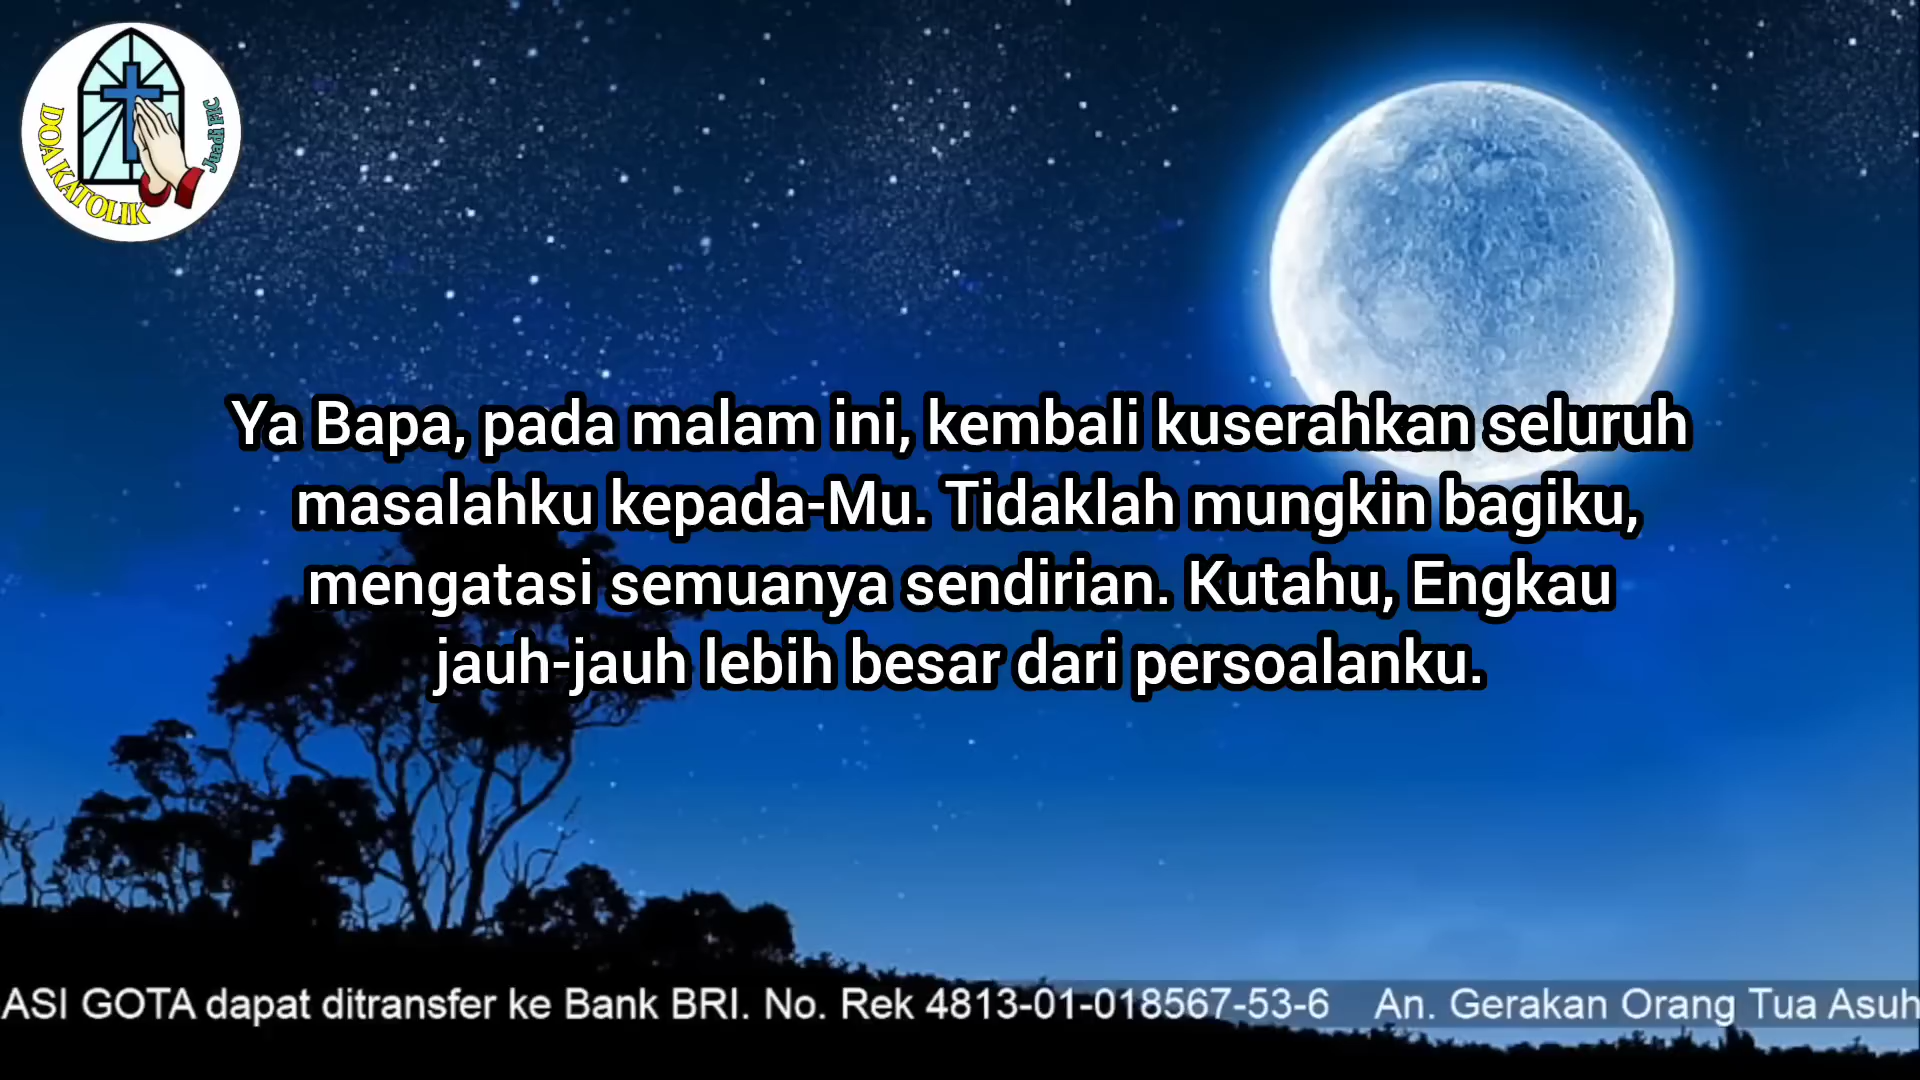 DOA KATOLIK
Juadi PIC
Ya Bapa, pada malam ini, kembali kuserahkan seluruh
masalahku kepada-Mu. Tidaklah mungkin bagiku,
mengatasi semuanya sendirian. Kutahu, Engkau
jauh-jauh lebih besar dari persoalanku.
ASI GOTA dapat ditransfer ke Bank BRI. No. Rek 4813-01-018567-53-6 An. Gerakan Orang Tua Asuh